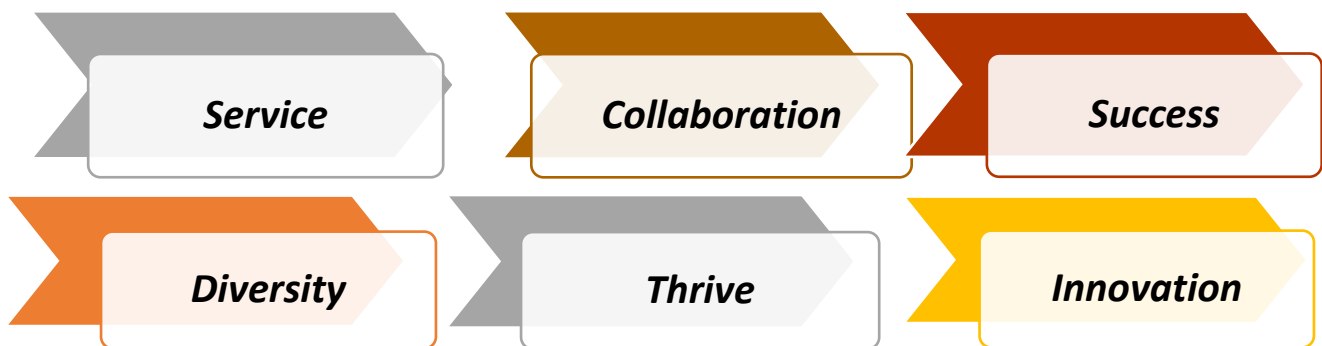 Service
Collaboration
Success
Diversity
Thrive
Innovation